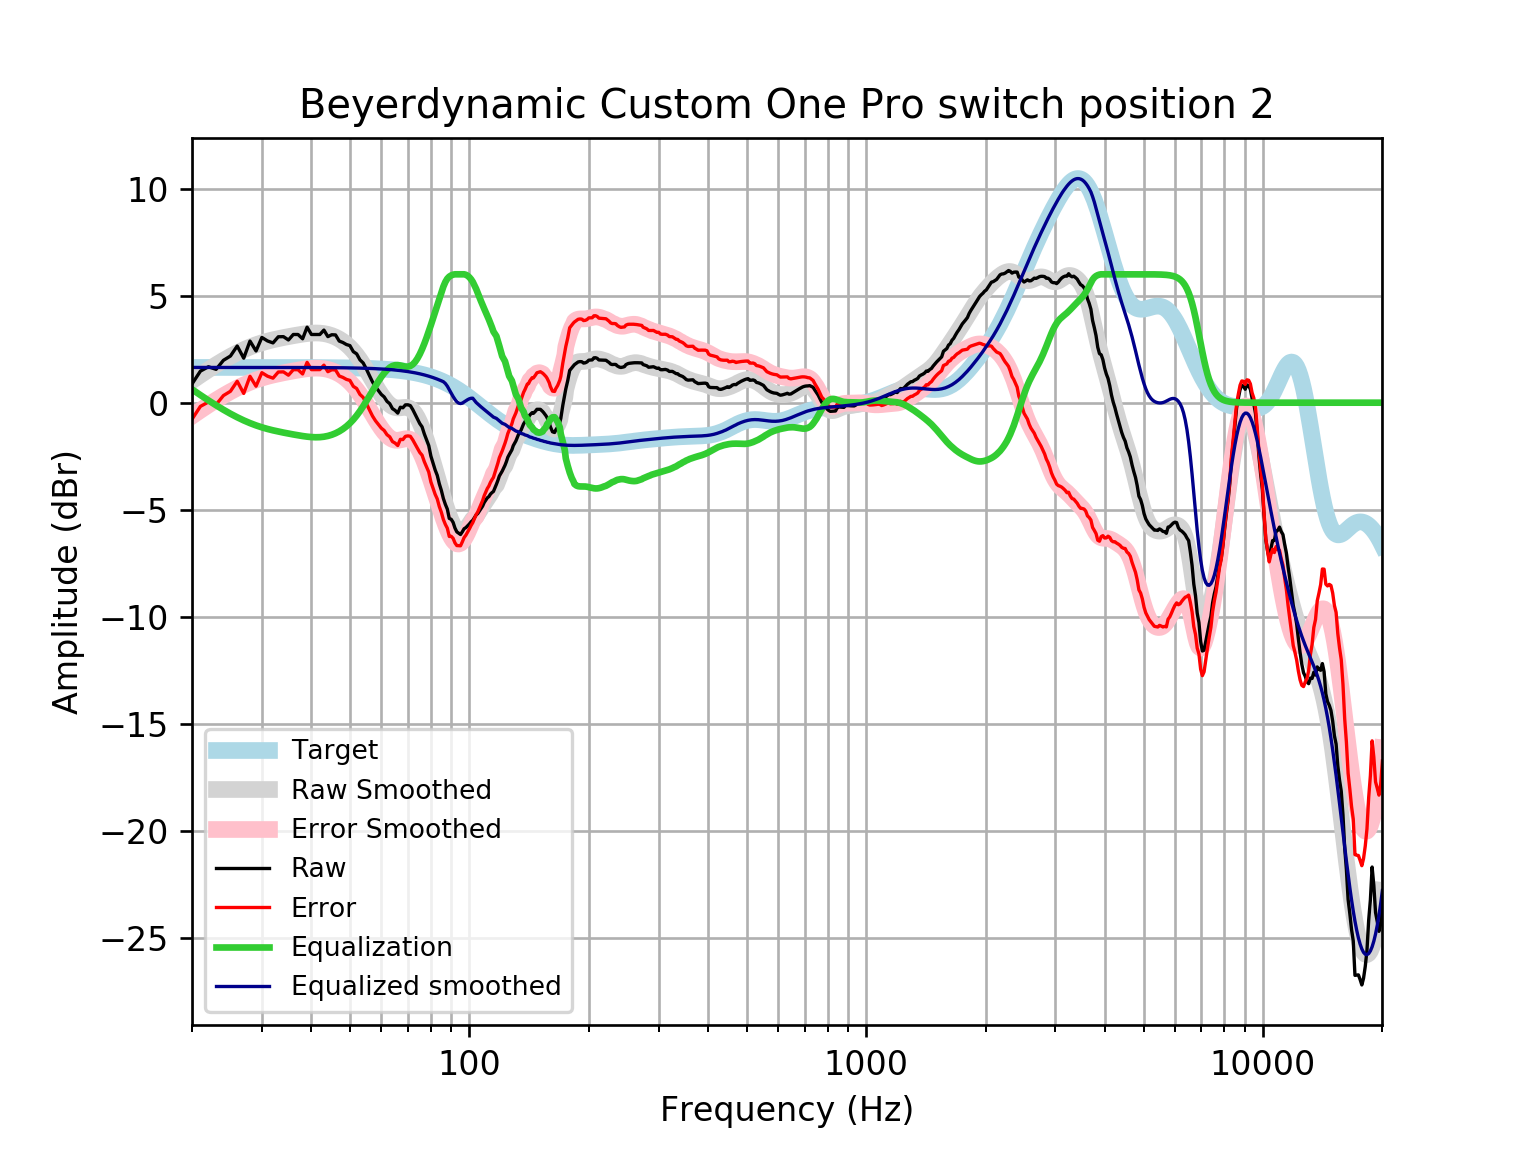 Beyerdynamic Custom One Pro switch position 2
Amplitude (dBr)
10
5
0
−5
−10
−15
−20
−25
Target
Raw Smoothed
Error Smoothed
Raw
Error
Equalization
Equalized smoothed
100 1000 10000
Frequency (Hz)